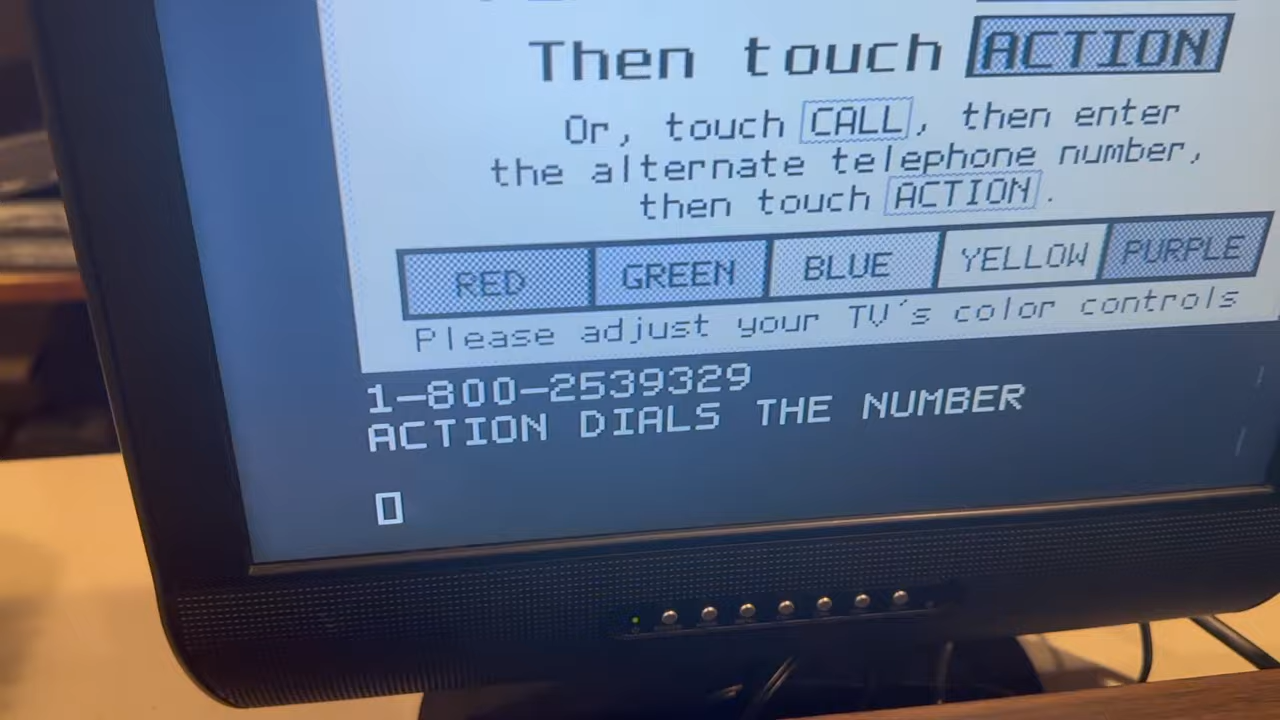 Then touch ACTION
Or, touch CALL, then enter
the alternate telephone number,
then touch ACTION.
RED GREEN BLUE YELLOW PURPLE
Please adjust your TV's color controls
1-800-2539329
ACTION DIALS THE NUMBER